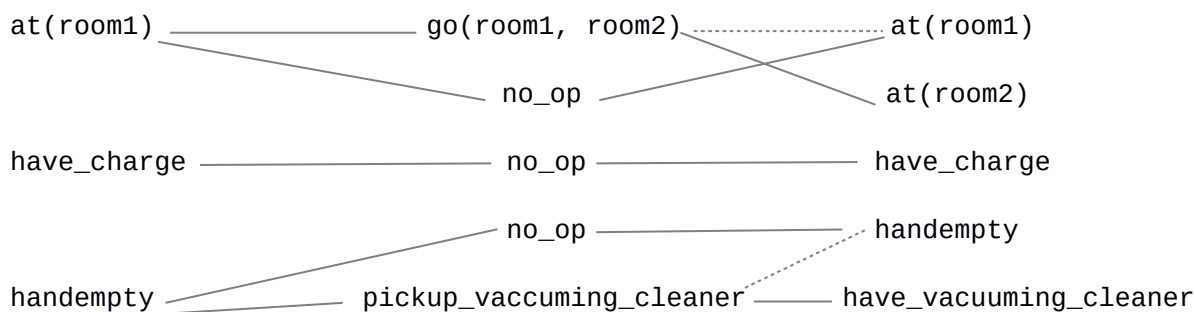 at(room1) go(room1, room2) at(room1)
no_op at(room2)
have_charge no_op have_charge
no_op handempty
handempty pickup_vaccuming_cleaner have_vacuuming_cleaner